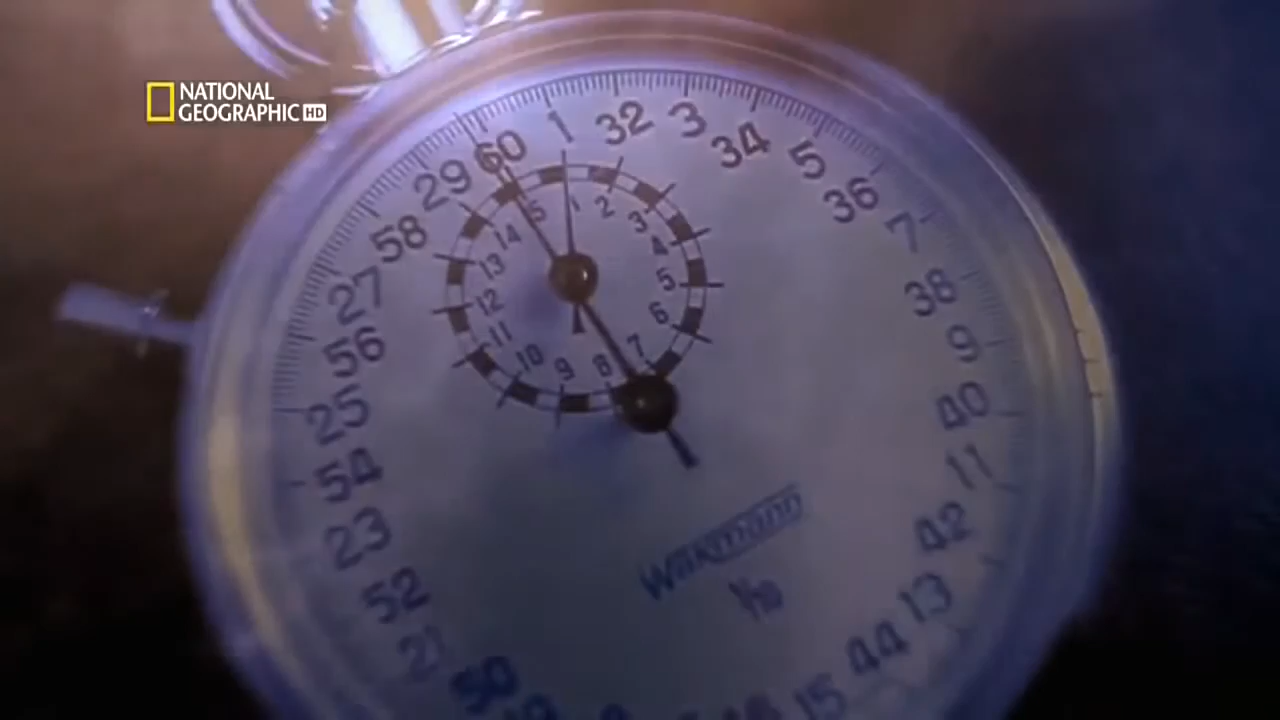 NATIONAL
GEOGRAPHIC HD
60 1 32 3 34 5 36 7 38 9 40 11 42 13 44 15
50 21 52 23 54 25 56 27 58 29
1 2 3 4 5 6 7 8 9 10 11 12 13 14
Wakmann
1/10